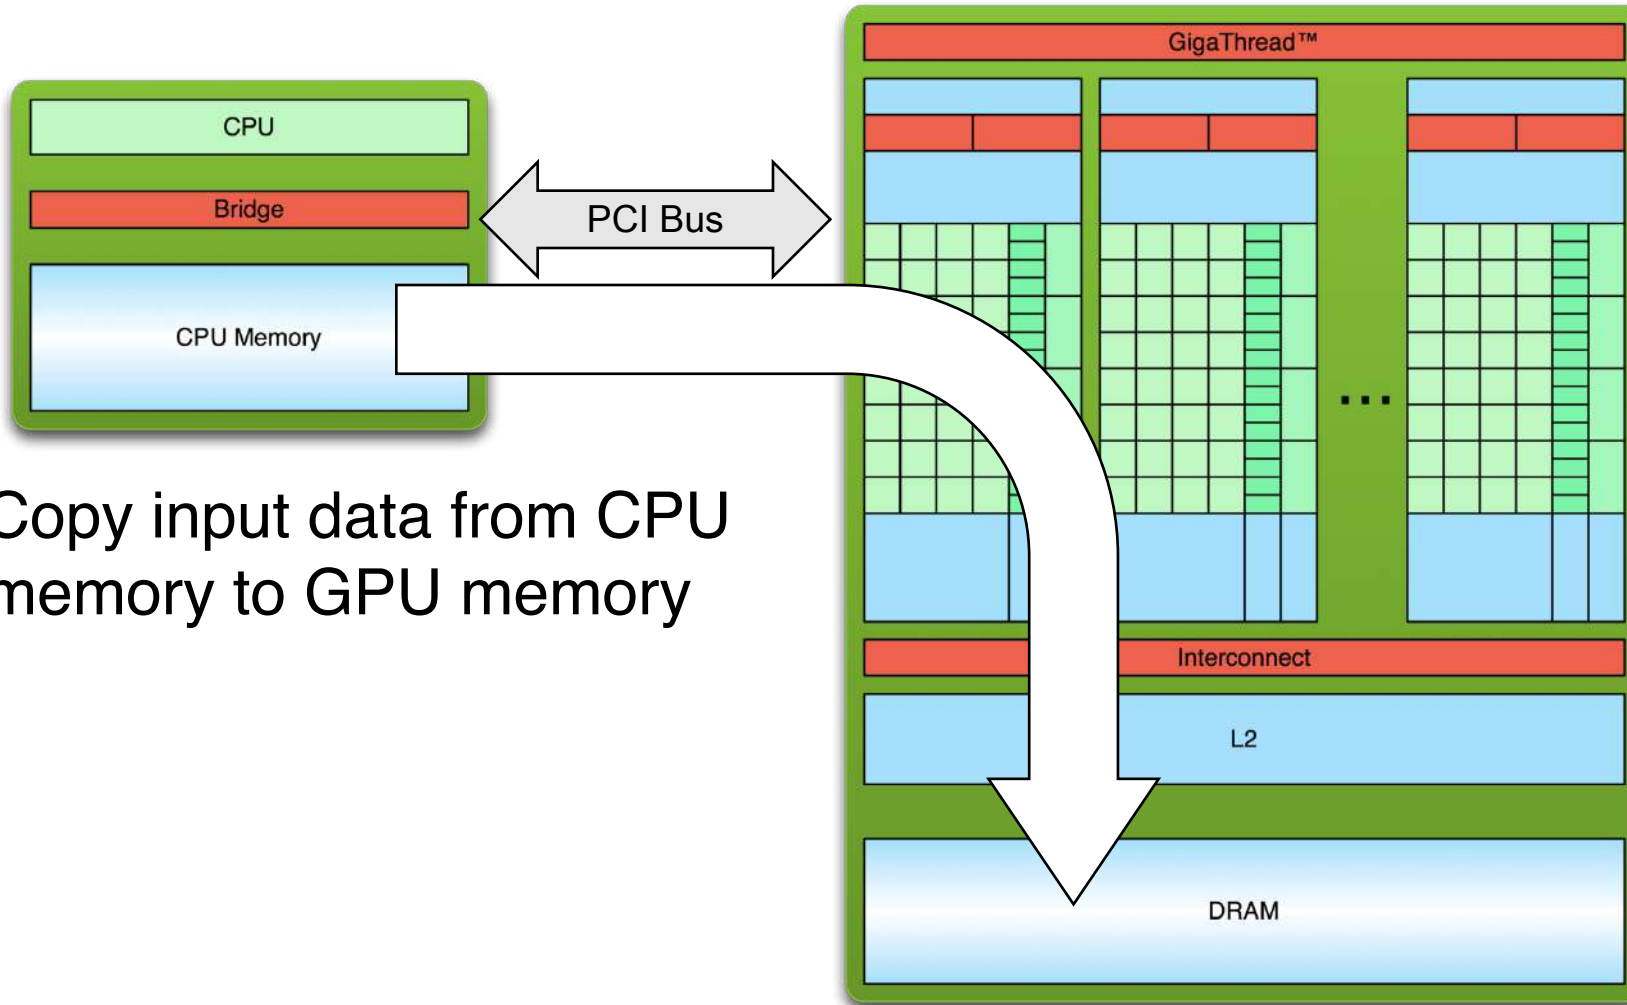 GigaThread™
CPU
Bridge
PCI Bus
CPU Memory
...
Copy input data from CPU
memory to GPU memory
Interconnect
L2
DRAM